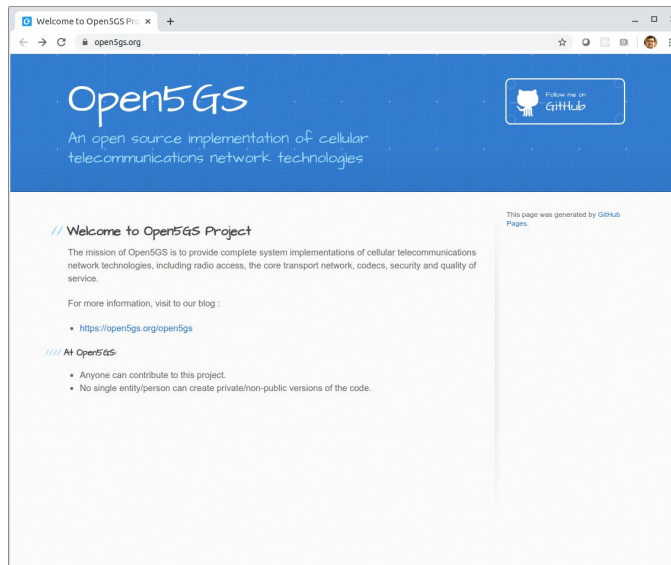 Welcome to Open5GS Pro
open5gs.org
Open5GS
An open source implementation of cellular
telecommunications network technologies
Follow me on
GitHub
// Welcome to Open5GS Project
The mission of Open5GS is to provide complete system implementations of cellular telecommunications
network technologies, including radio access, the core transport network, codecs, security and quality of
service.
For more information, visit to our blog :
https://open5gs.org/open5gs
//// At Open5GS:
Anyone can contribute to this project.
No single entity/person can create private/non-public versions of the code.
This page was generated by GitHub
Pages.